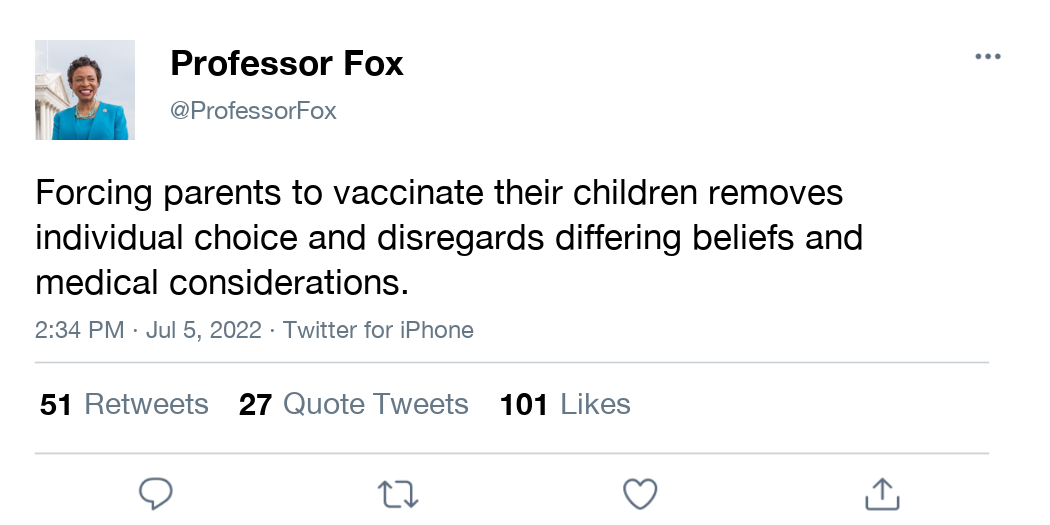 Professor Fox
@ProfessorFox
Forcing parents to vaccinate their children removes
individual choice and disregards differing beliefs and
medical considerations.
2:34 PM · Jul 5, 2022 · Twitter for iPhone
51 Retweets 27 Quote Tweets 101 Likes